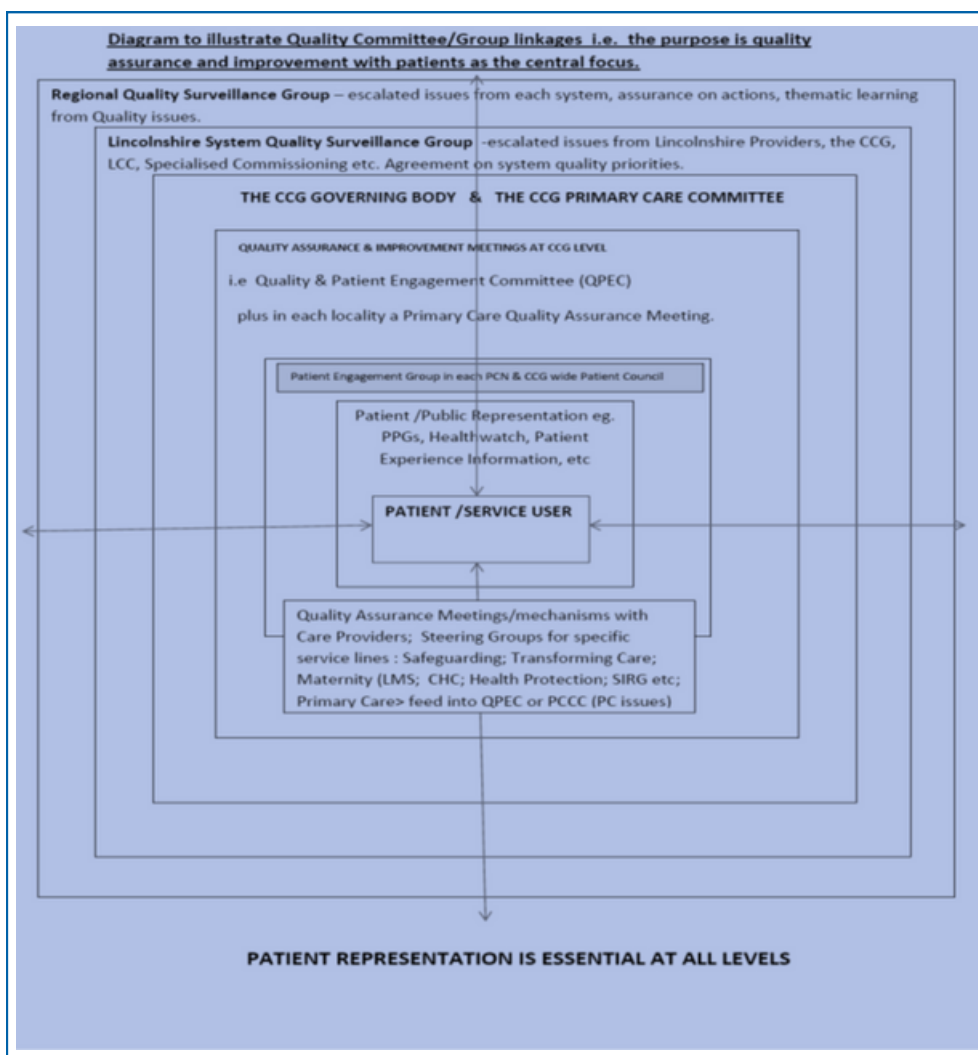 Diagram to illustrate Quality Committee/Group linkages i.e. the purpose is quality
assurance and improvement with patients as the central focus.
Regional Quality Surveillance Group – escalated issues from each system, assurance on actions, thematic learning
from Quality issues.
Lincolnshire System Quality Surveillance Group -escalated issues from Lincolnshire Providers, the CCG,
LCC, Specialised Commissioning etc. Agreement on system quality priorities.
THE CCG GOVERNING BODY & THE CCG PRIMARY CARE COMMITTEE
QUALITY ASSURANCE & IMPROVEMENT MEETINGS AT CCG LEVEL
i.e Quality & Patient Engagement Committee (QPEC)
plus in each locality a Primary Care Quality Assurance Meeting.
Patient Engagement Group in each PCN & CCG wide Patient Council
Patient /Public Representation eg.
PPGs, Healthwatch, Patient
Experience Information, etc
PATIENT /SERVICE USER
Quality Assurance Meetings/mechanisms with
Care Providers; Steering Groups for specific
service lines : Safeguarding; Transforming Care;
Maternity (LMS; CHC; Health Protection; SIRG etc;
Primary Care> feed into QPEC or PCCC (PC issues)
PATIENT REPRESENTATION IS ESSENTIAL AT ALL LEVELS